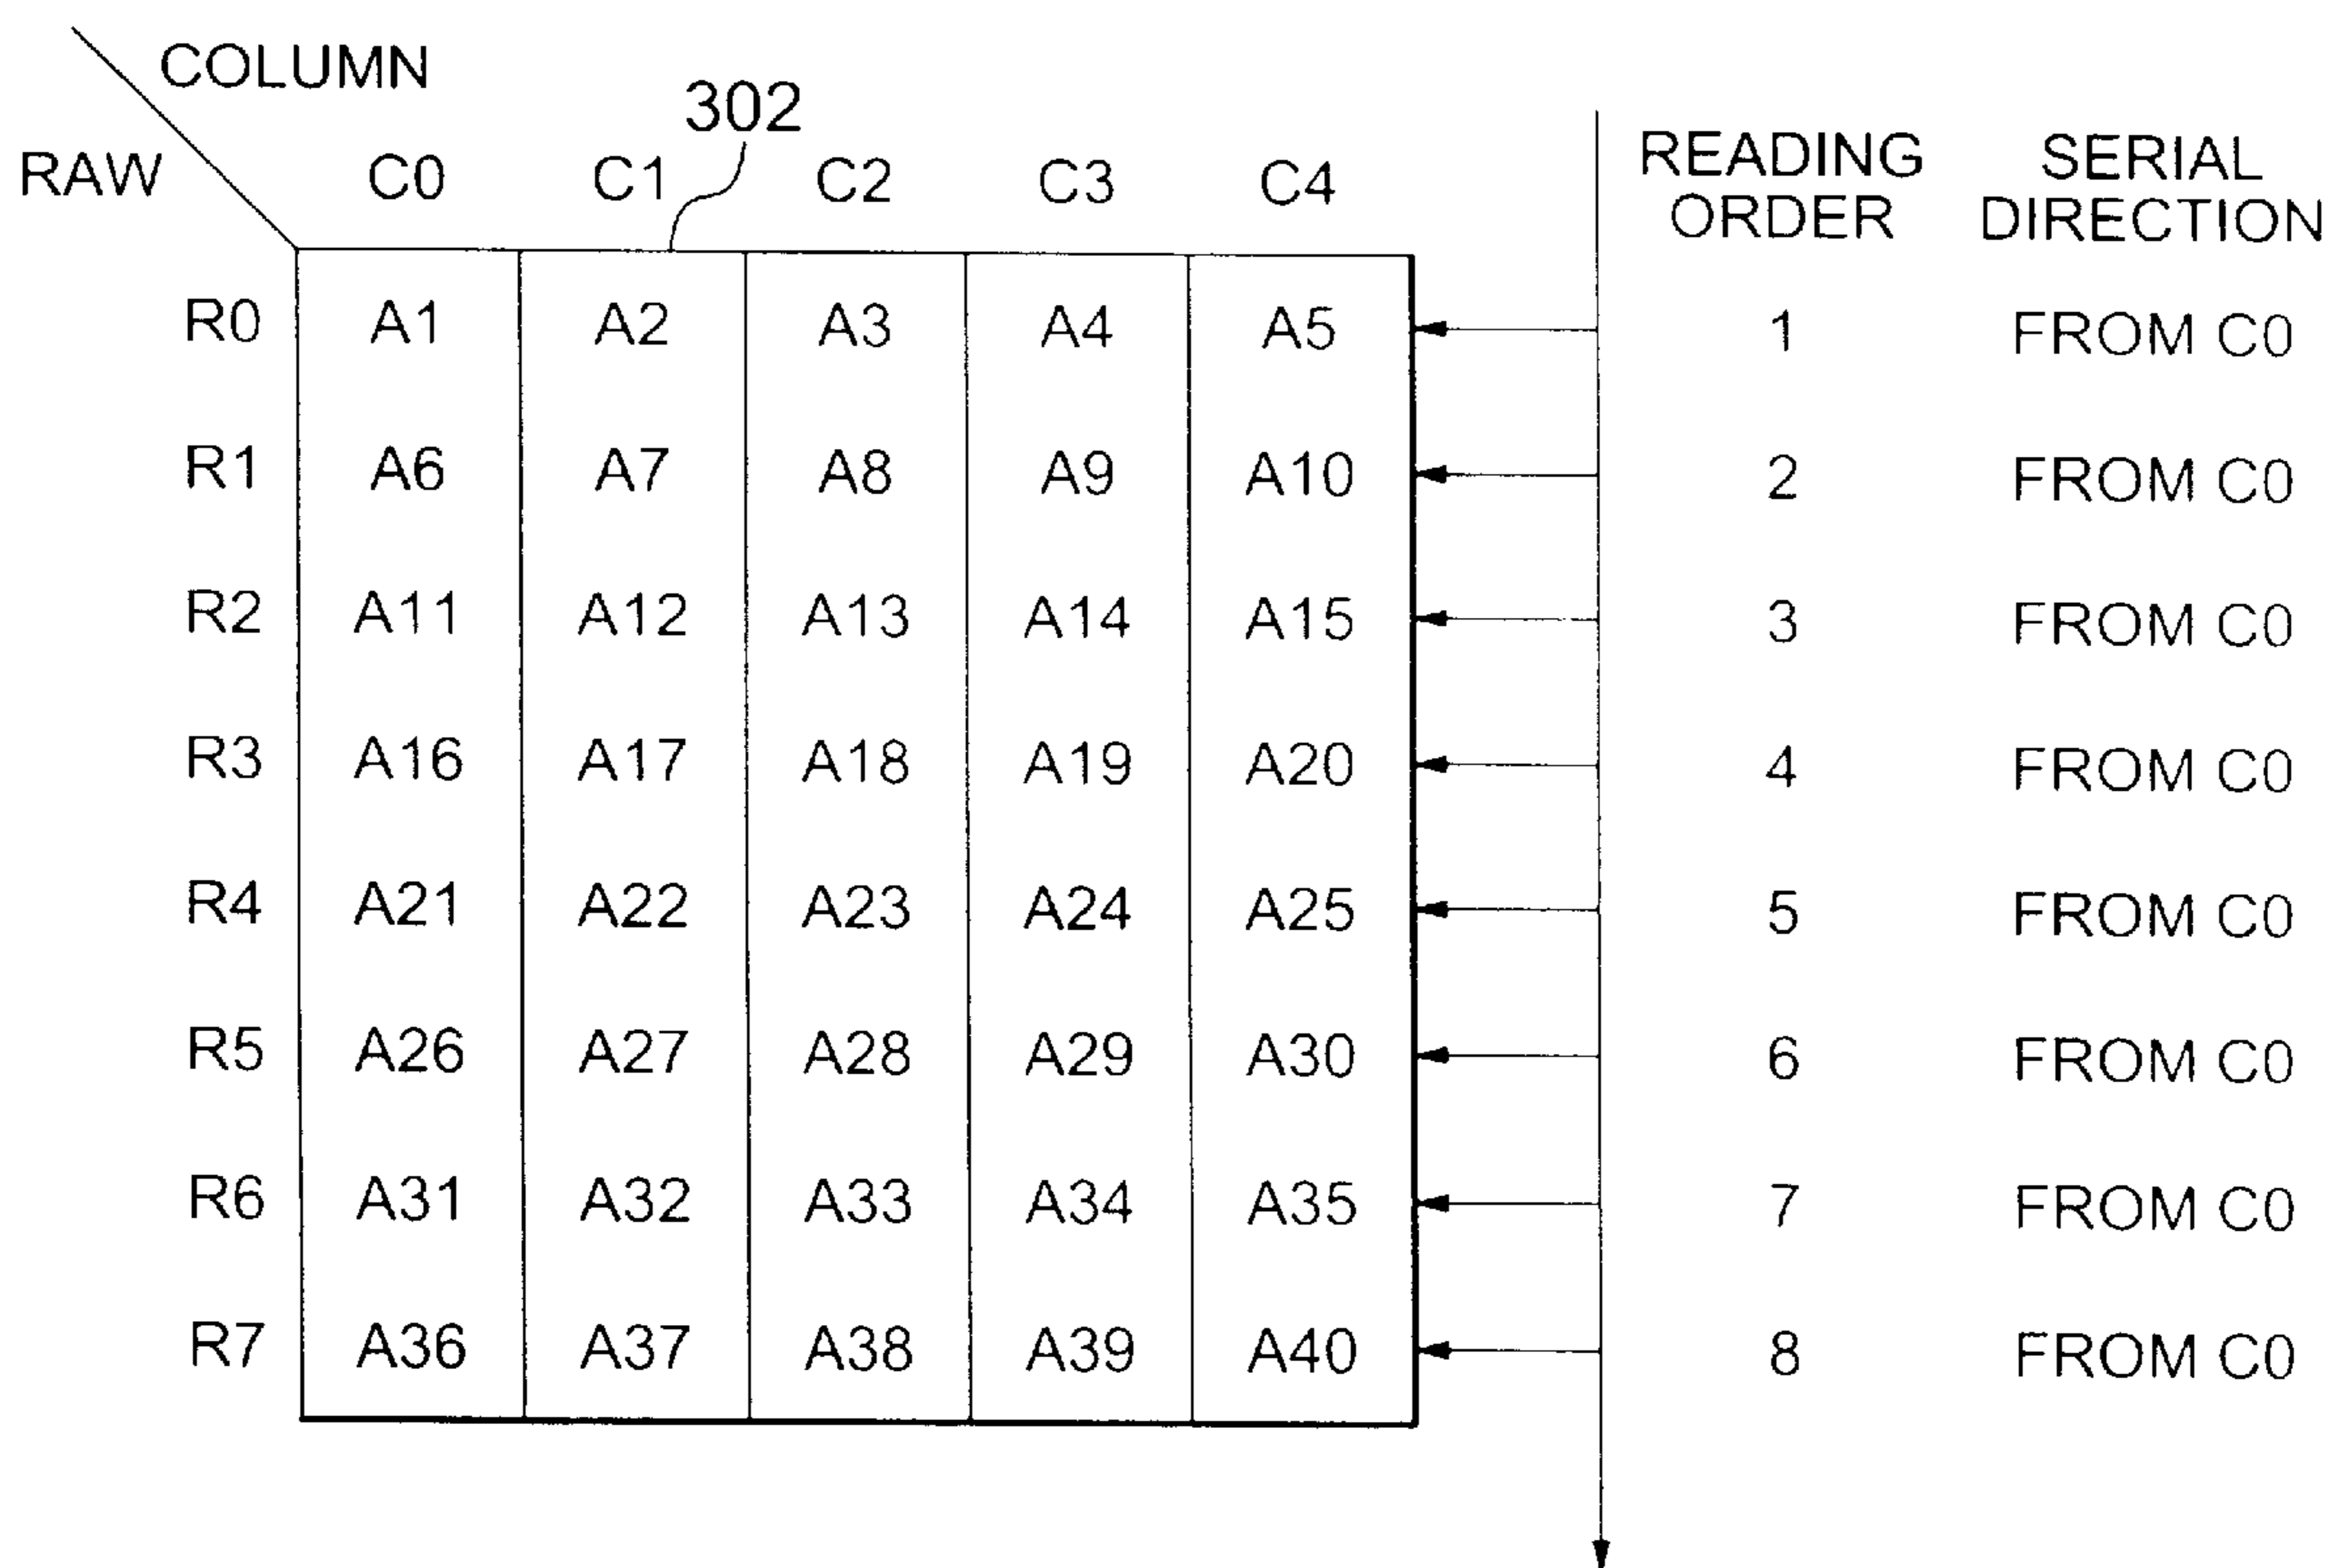 COLUMN
302
RAW C0 C1 C2 C3 C4 READING ORDER SERIAL DIRECTION
R0 A1 A2 A3 A4 A5 1 FROM C0
R1 A6 A7 A8 A9 A10 2 FROM C0
R2 A11 A12 A13 A14 A15 3 FROM C0
R3 A16 A17 A18 A19 A20 4 FROM C0
R4 A21 A22 A23 A24 A25 5 FROM C0
R5 A26 A27 A28 A29 A30 6 FROM C0
R6 A31 A32 A33 A34 A35 7 FROM C0
R7 A36 A37 A38 A39 A40 8 FROM C0